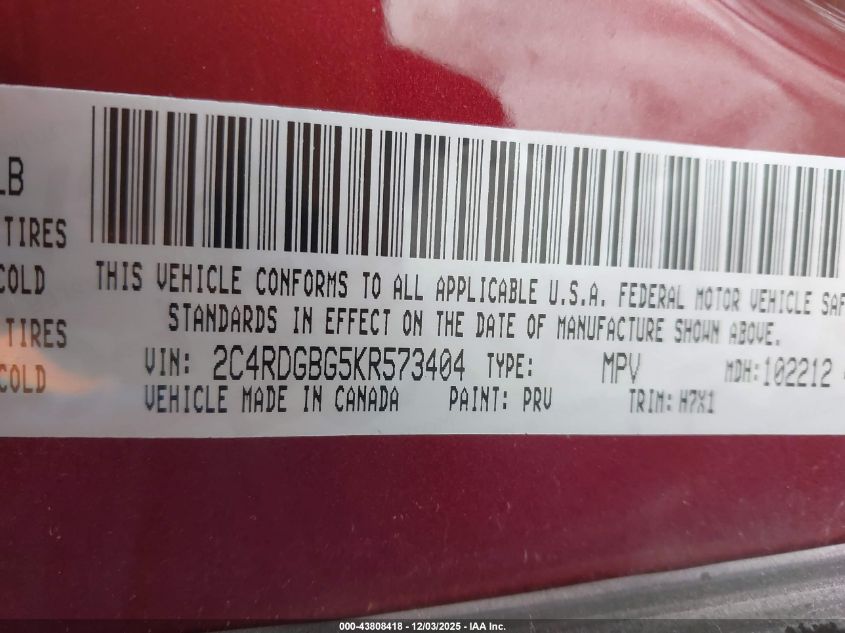 LB
TIRES
COLD
TIRES
COLD
THIS VEHICLE CONFORMS TO ALL APPLICABLE U.S.A. FEDERAL MOTOR VEHICLE SAF
STANDARDS IN EFFECT ON THE DATE OF MANUFACTURE SHOWN ABOVE.
VIN: 2C4RDGBG5KR573404 TYPE: MPV MDH:102212
VEHICLE MADE IN CANADA PAINT: PRV TRIM: H7X1
000-43808418 - 12/03/2025 - IAA Inc.